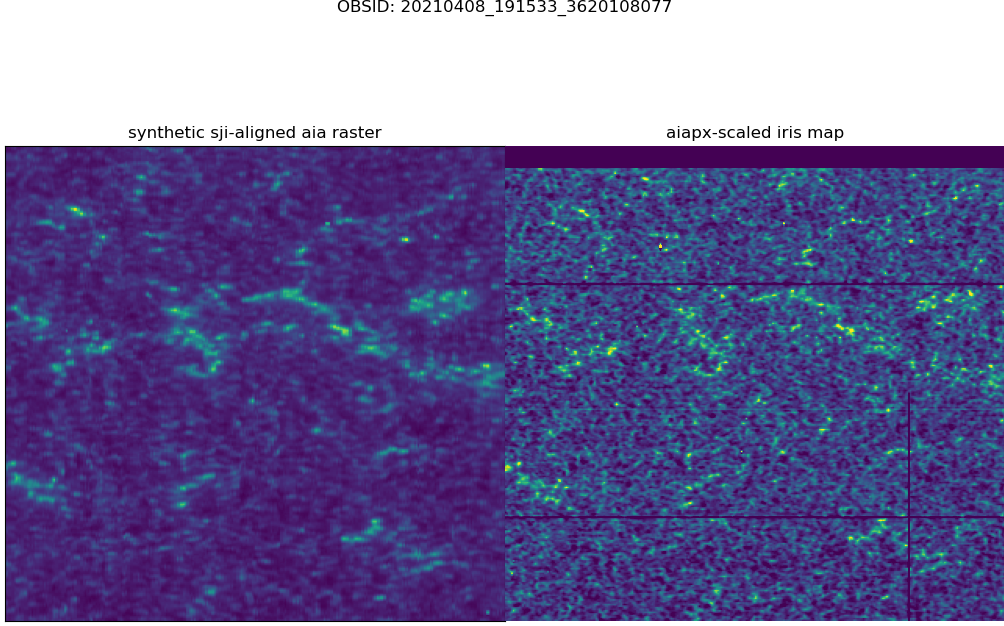 OBSID: 20210408_191533_3620108077
synthetic sji-aligned aia raster
aiapx-scaled iris map